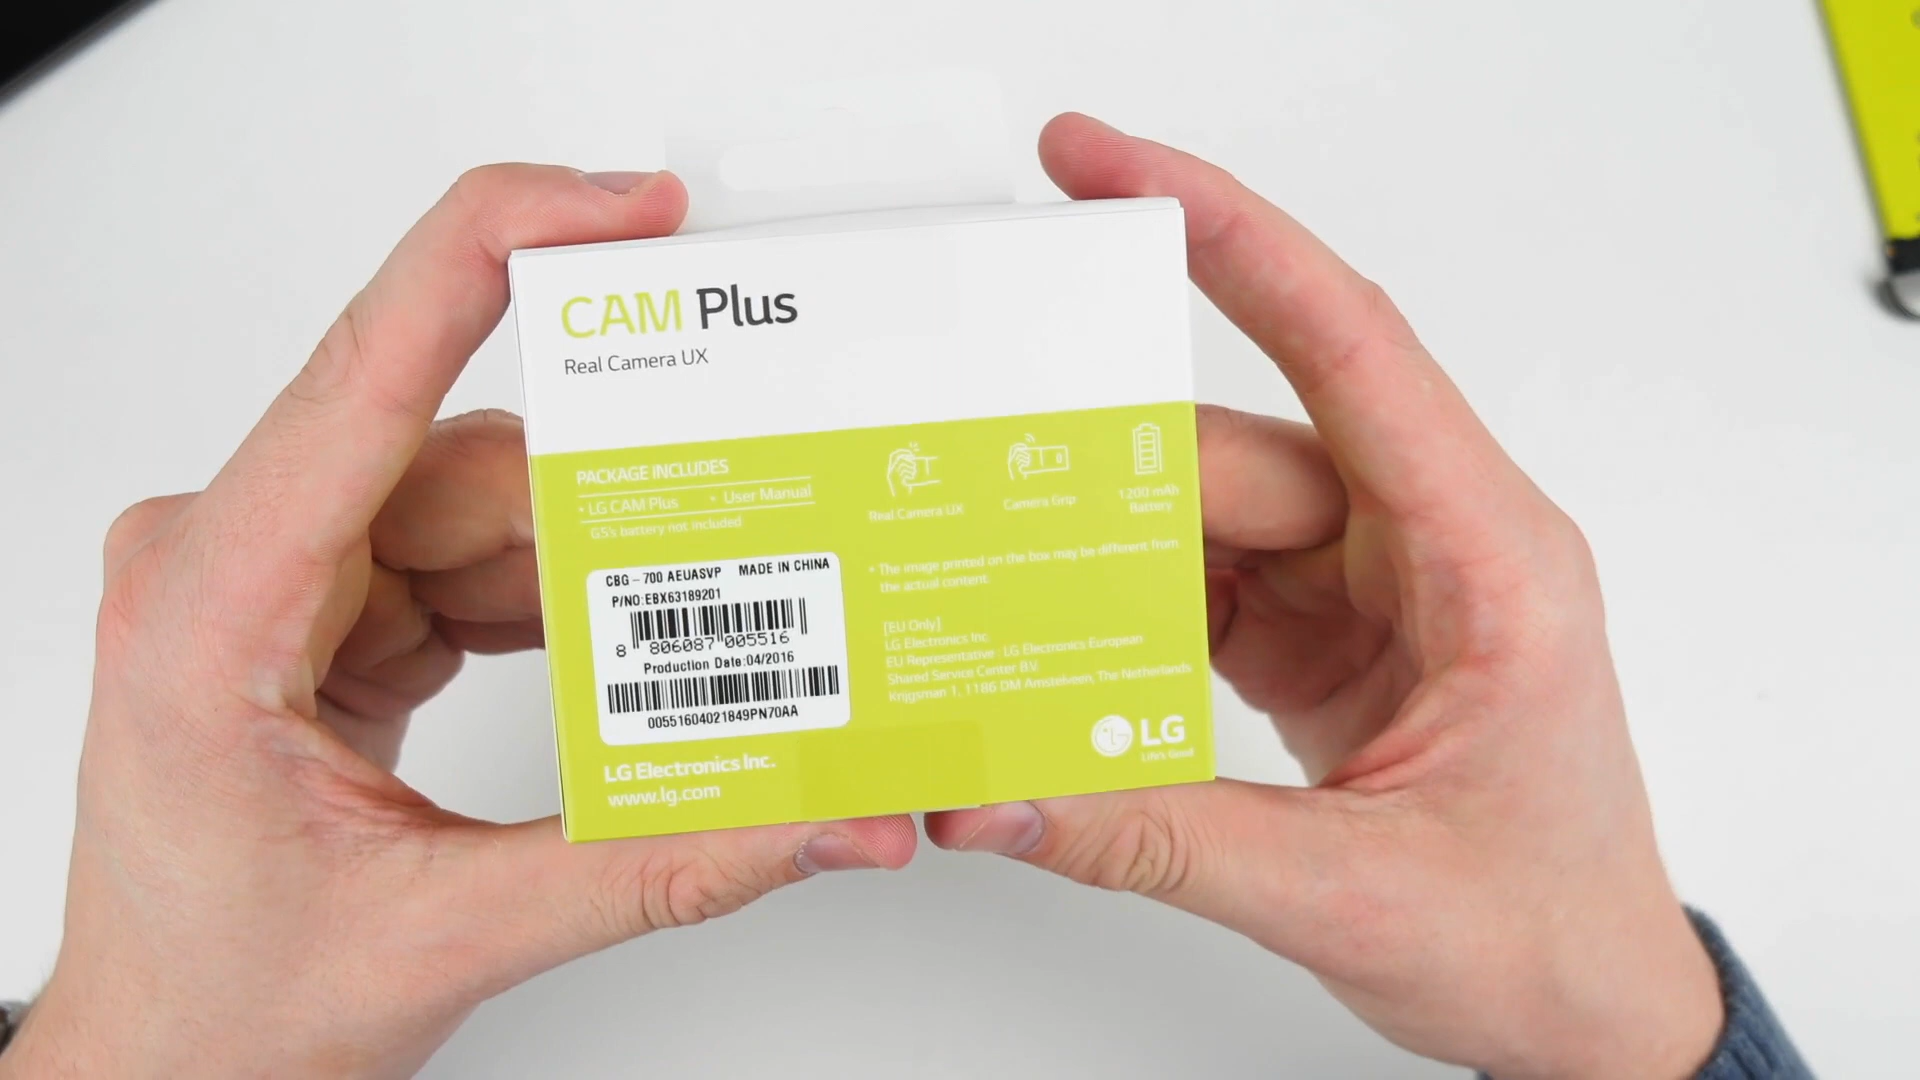 CAM Plus
Real Camera UX
PACKAGE INCLUDES
• LG CAM Plus • User Manual
G5's battery not included
Real Camera UX
Camera Grip
1200 mAh
Battery
CBG-700 AEUASVP MADE IN CHINA
P/NO:EBX63189201
8 806087 005516
Production Date:04/2016
00551604021849PN70AA
LG Electronics Inc.
www.lg.com
* The image printed on the box may be different from
the actual content.
[EU Only]
LG Electronics Inc.
EU Representative : LG Electronics European
Shared Service Center B.V.
Krijgsman 1, 1186 DM Amstelveen, The Netherlands
LG
Life's Good